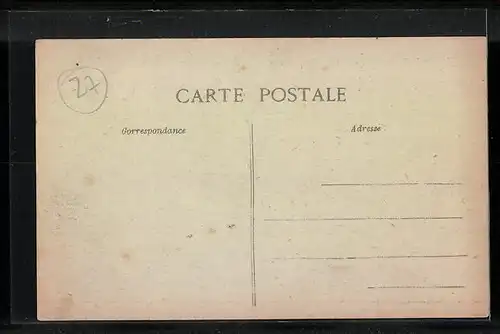 27
CARTE POSTALE
Correspondance
Adresse